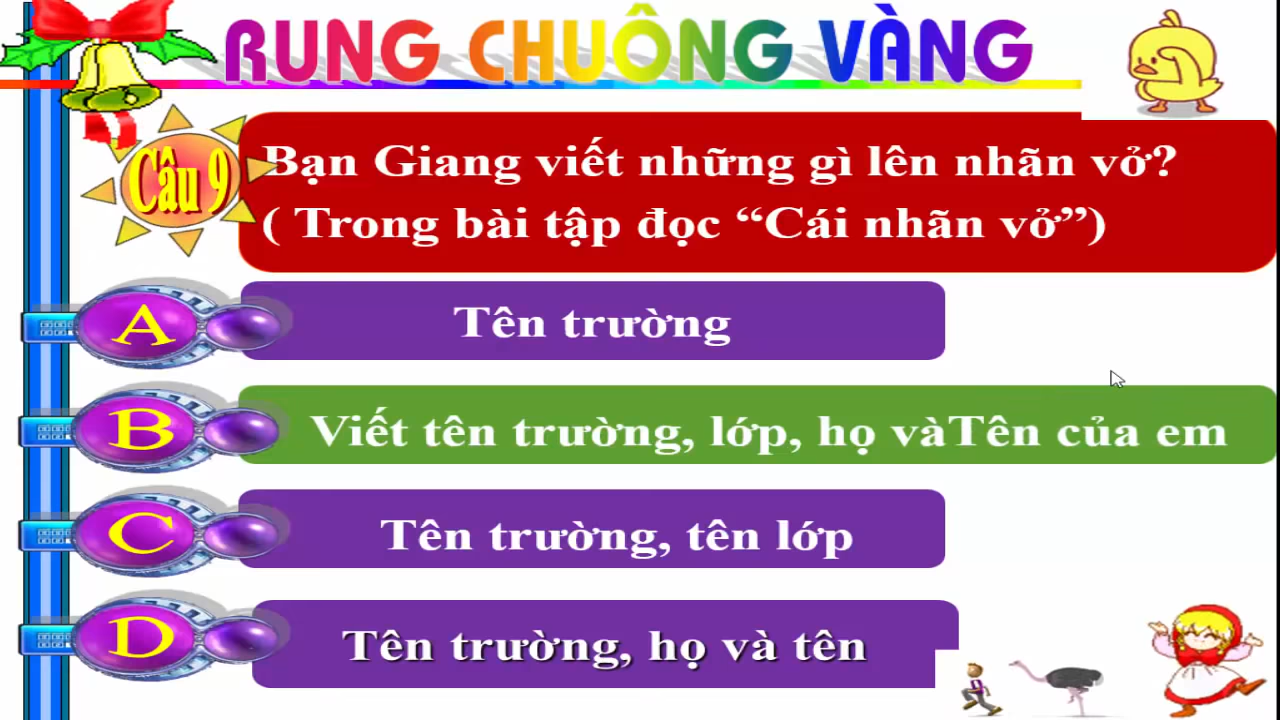 RUNG CHUÔNG VÀNG
Câu 9
Bạn Giang viết những gì lên nhãn vở?
( Trong bài tập đọc “Cái nhãn vở”)
A
Tên trường
B
Viết tên trường, lớp, họ vàTên của em
C
Tên trường, tên lớp
D
Tên trường, họ và tên